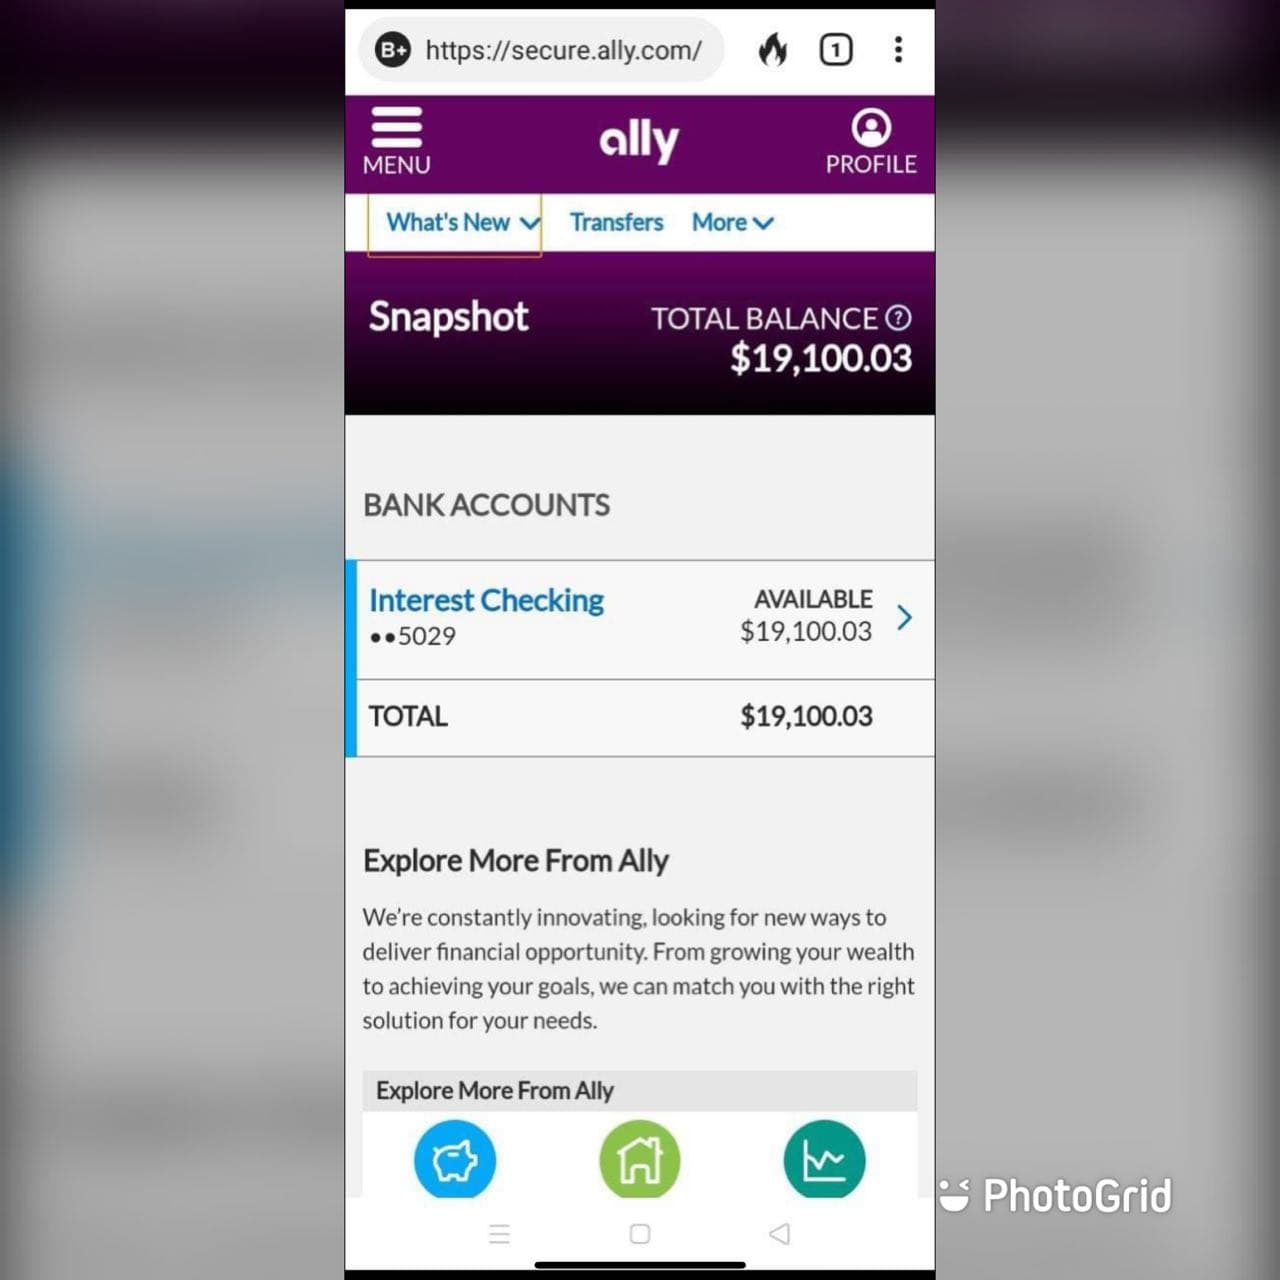 B+ https://secure.ally.com/ 1
MENU ally PROFILE
What's New Transfers More
Snapshot TOTAL BALANCE ?
$19,100.03
BANK ACCOUNTS
Interest Checking AVAILABLE
••5029 $19,100.03
TOTAL $19,100.03
Explore More From Ally
We're constantly innovating, looking for new ways to
deliver financial opportunity. From growing your wealth
to achieving your goals, we can match you with the right
solution for your needs.
Explore More From Ally
PhotoGrid